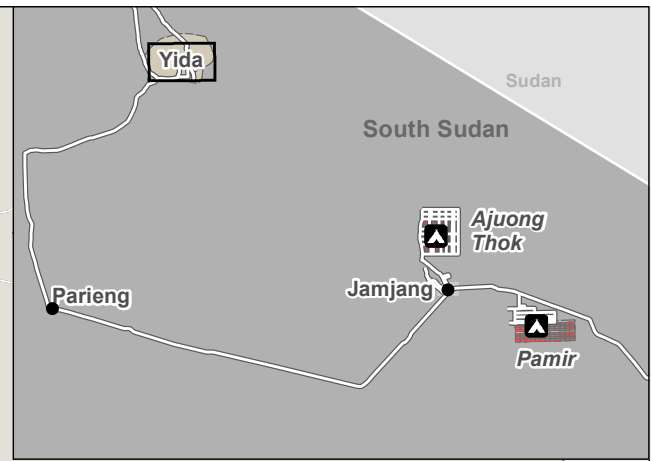 Yida
Sudan
South Sudan
Ajuong
Thok
Jamjang
Parieng
Pamir